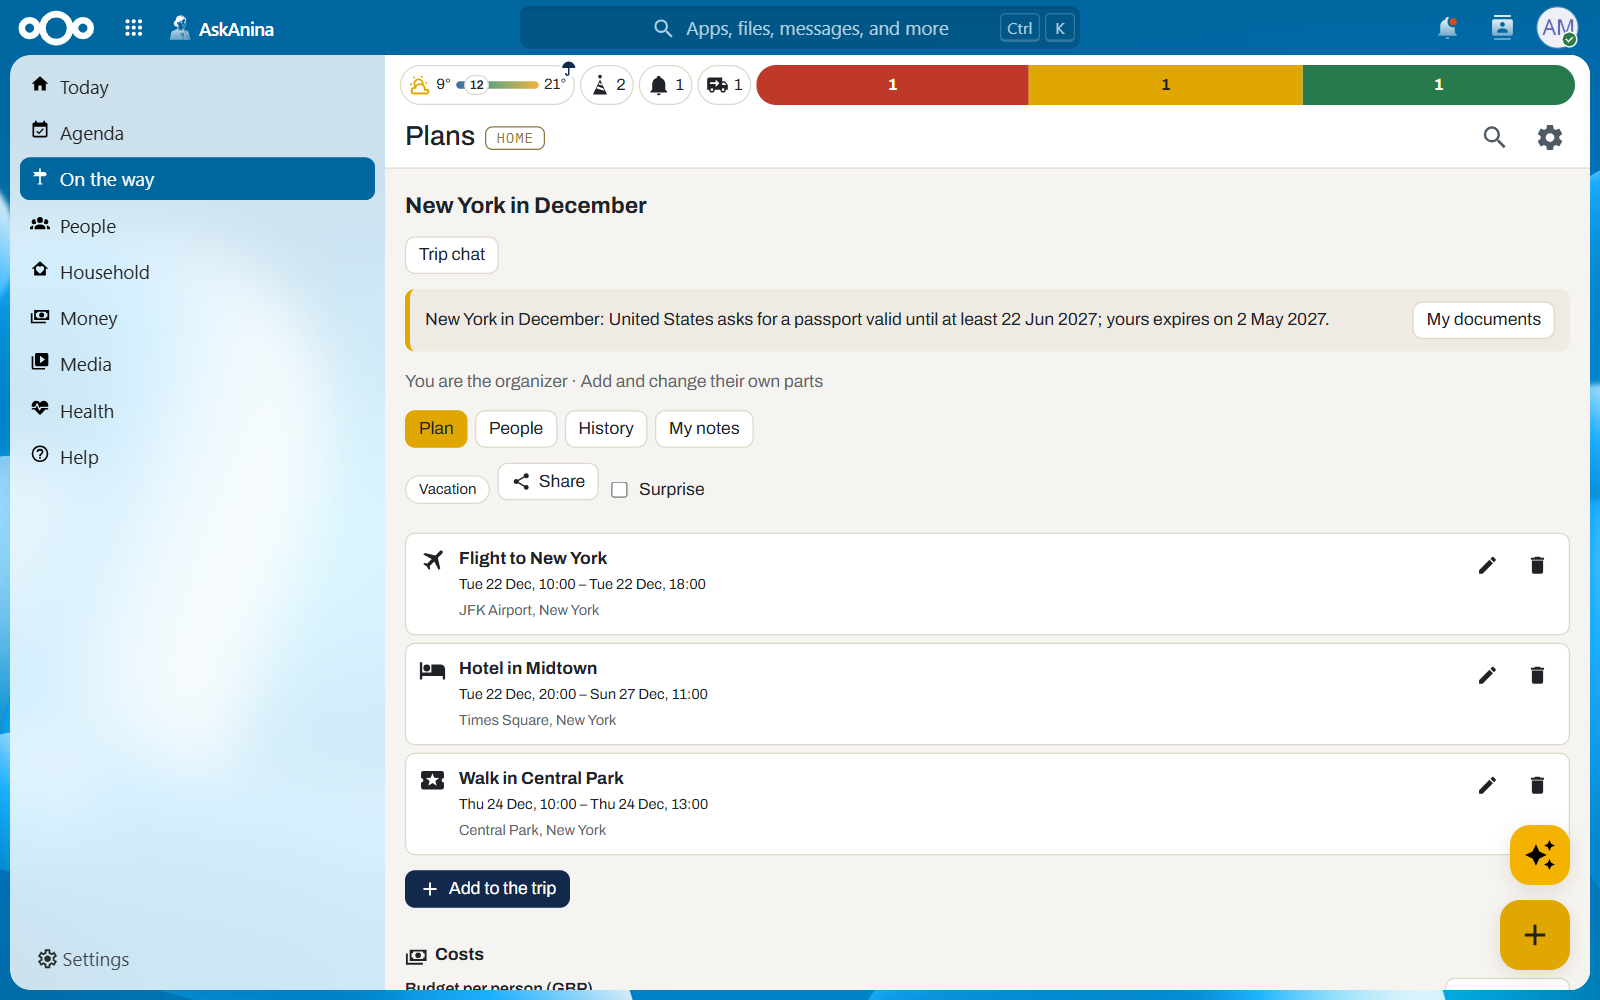 AskAnina
Apps, files, messages, and more
Ctrl K
AM
Today
Agenda
On the way
People
Household
Money
Media
Health
Help
Settings
9° 12 21°
2
1
1
1
1
1
Plans HOME
New York in December
Trip chat
New York in December: United States asks for a passport valid until at least 22 Jun 2027; yours expires on 2 May 2027.
My documents
You are the organizer · Add and change their own parts
Plan People History My notes
Vacation Share Surprise
Flight to New York
Tue 22 Dec, 10:00 – Tue 22 Dec, 18:00
JFK Airport, New York
Hotel in Midtown
Tue 22 Dec, 20:00 – Sun 27 Dec, 11:00
Times Square, New York
Walk in Central Park
Thu 24 Dec, 10:00 – Thu 24 Dec, 13:00
Central Park, New York
Add to the trip
Costs
Budget per person (GBP)